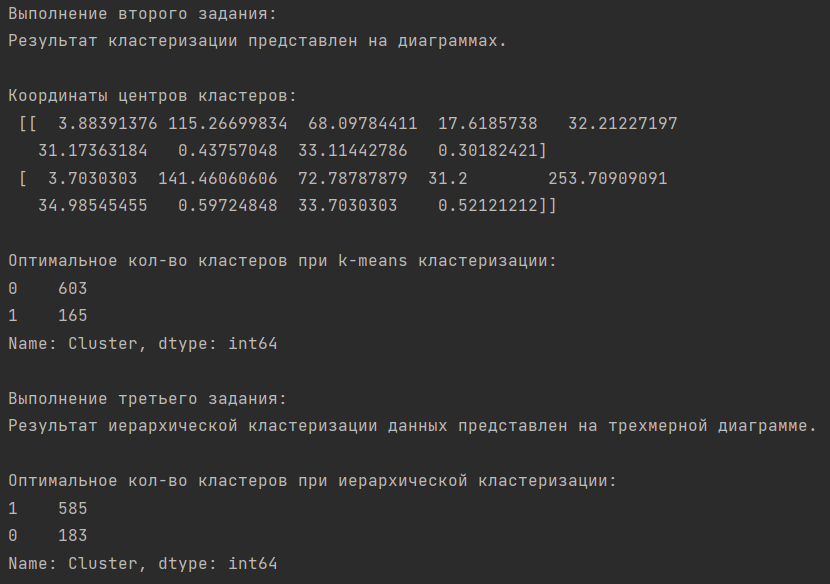 Выполнение второго задания:
Результат кластеризации представлен на диаграммах.
Координаты центров кластеров:
[[  3.88391376 115.26699834  68.09784411  17.6185738   32.21227197
31.17363184   0.43757048  33.11442786   0.30182421]
[  3.7030303  141.46060606  72.78787879  31.2        253.70909091
34.98545455   0.59724848  33.7030303    0.52121212]]
Оптимальное кол-во кластеров при k-means кластеризации:
0    603
1    165
Name: Cluster, dtype: int64
Выполнение третьего задания:
Результат иерархической кластеризации данных представлен на трехмерной диаграмме.
Оптимальное кол-во кластеров при иерархической кластеризации:
1    585
0    183
Name: Cluster, dtype: int64